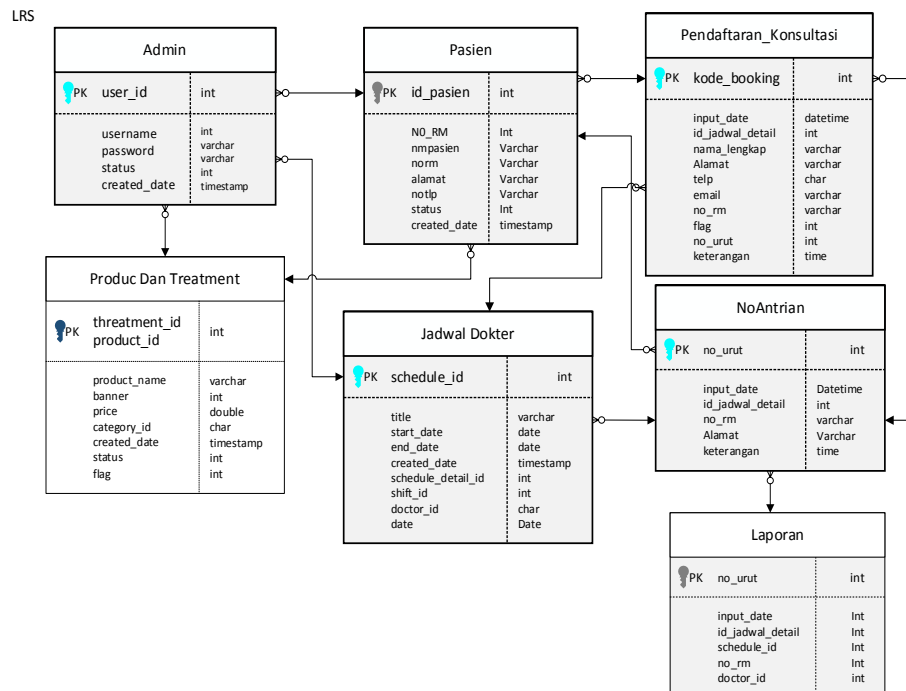 LRS
Admin
PK user_id int
username int
password varchar
status varchar
created_date int
timestamp
Pasien
PK id_pasien int
N0_RM Int
nmpasien Varchar
norm Varchar
alamat Varchar
notlp Varchar
status Int
created_date timestamp
Pendaftaran_Konsultasi
PK kode_booking int
input_date datetime
id_jadwal_detail int
nama_lengkap varchar
Alamat varchar
telp char
email varchar
no_rm varchar
flag int
no_urut int
keterangan time
Produc Dan Treatment
PK threatment_id int
product_id
product_name varchar
banner int
price double
category_id char
created_date timestamp
status int
flag int
Jadwal Dokter
PK schedule_id int
title varchar
start_date date
end_date date
created_date timestamp
schedule_detail_id int
shift_id int
doctor_id char
date Date
NoAntrian
PK no_urut int
input_date Datetime
id_jadwal_detail int
no_rm varchar
Alamat Varchar
keterangan time
Laporan
PK no_urut int
input_date Int
id_jadwal_detail Int
schedule_id Int
no_rm Int
doctor_id int